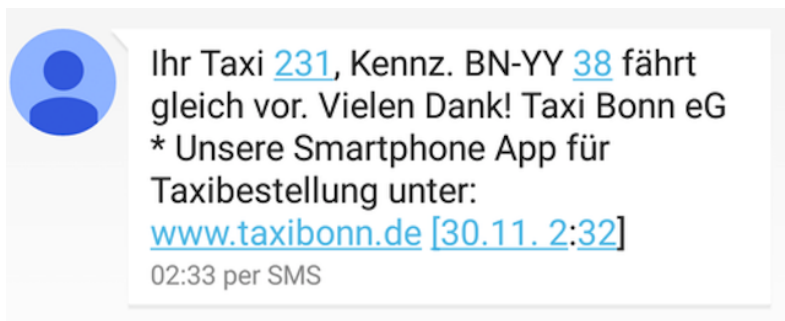 Ihr Taxi 231, Kennz. BN-YY 38 fährt
gleich vor. Vielen Dank! Taxi Bonn eG
* Unsere Smartphone App für
Taxibestellung unter:
www.taxibonn.de [30.11. 2:32]
02:33 per SMS